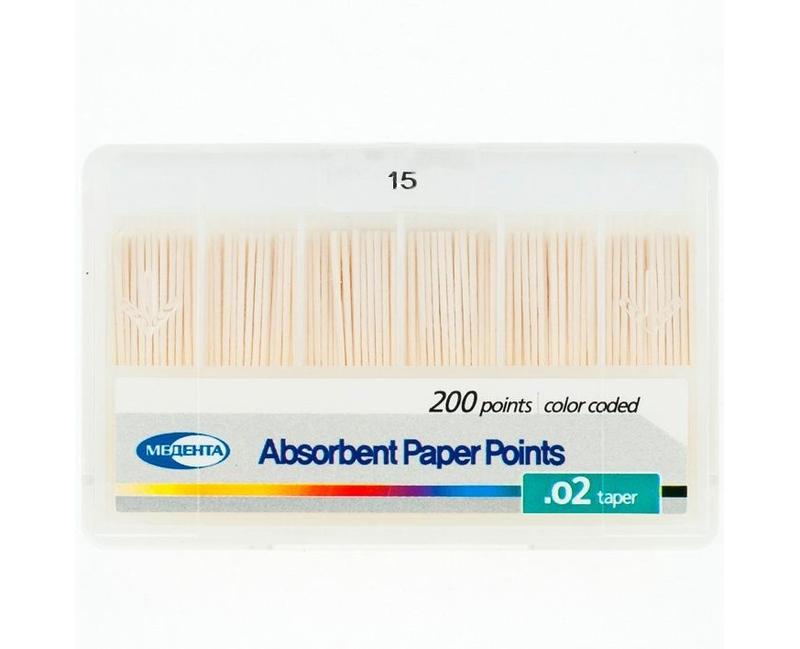 15
200 points color coded
МЕДЕНТА
Absorbent Paper Points
.02 taper